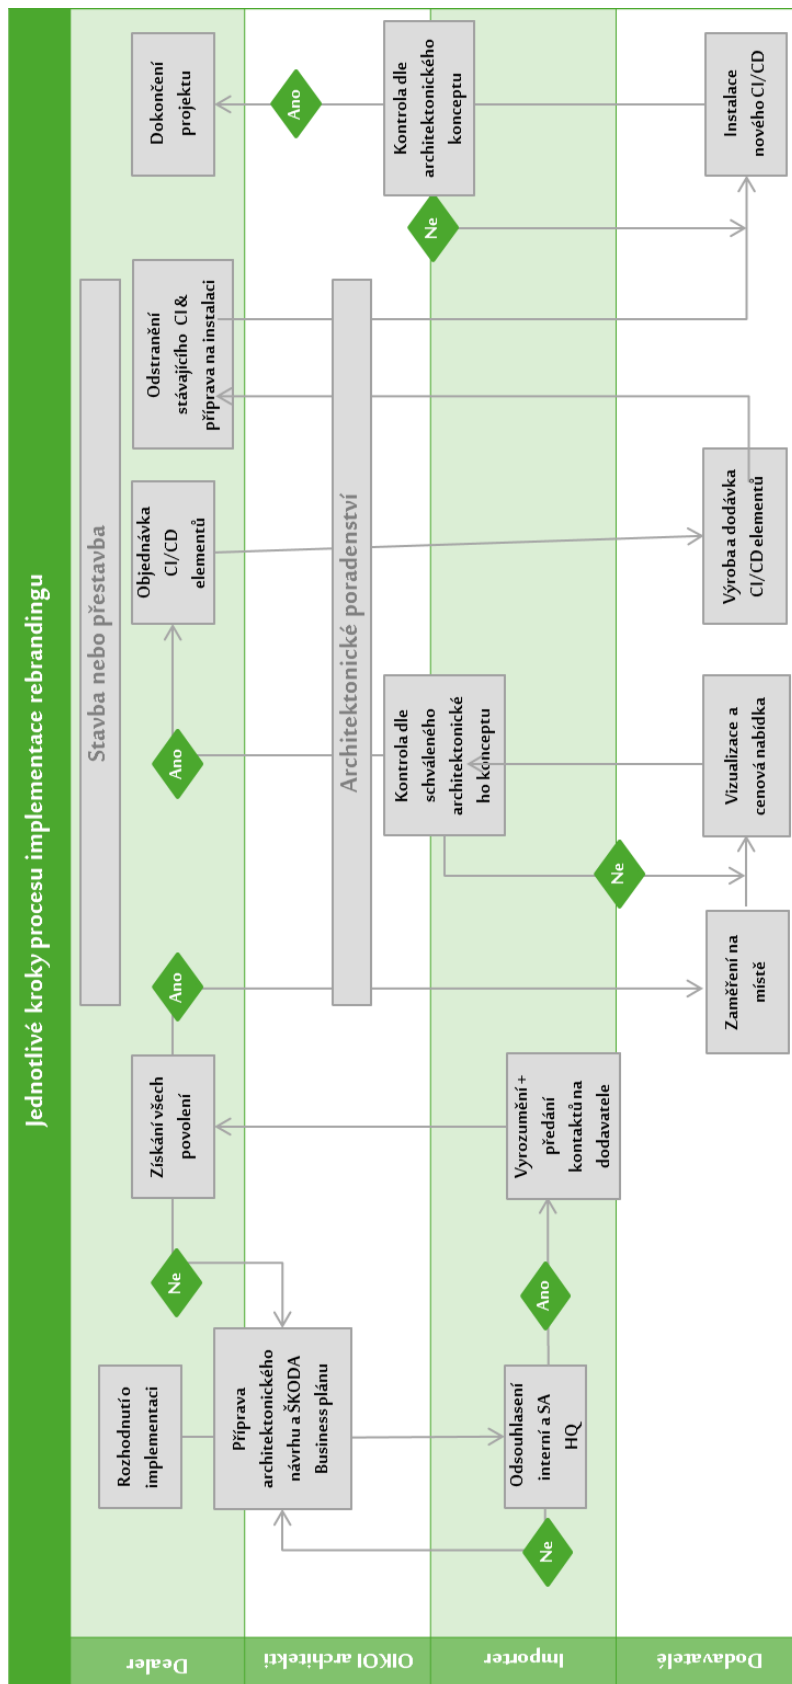 Jednotlivé kroky procesu implementace rebrandingu
Dealer
OIKOI architekti
Importer
Dodavatelé
Stavba nebo přestavba
Architektonické poradenství
Rozhodnutí o
implementaci
Příprava
architektonického
návrhu a ŠKODA
Business plánu
Ne
Odsouhlasení
interní a SA
HQ
Ano
Vyrozumění +
předání
kontaktů na
dodavatele
Získání všech
povolení
Ne
Ano
Zaměření na
místě
Vizualizace a
cenová nabídka
Ne
Kontrola dle
schváleného
architektonické
ho konceptu
Ano
Objednávka
CI/CD
elementů
Výroba a dodávka
CI/CD elementů
Odstranění
stávajícího CI &
příprava na instalaci
Instalace
nového CI/CD
Ne
Kontrola dle
architektonického
konceptu
Ano
Dokončení
projektu